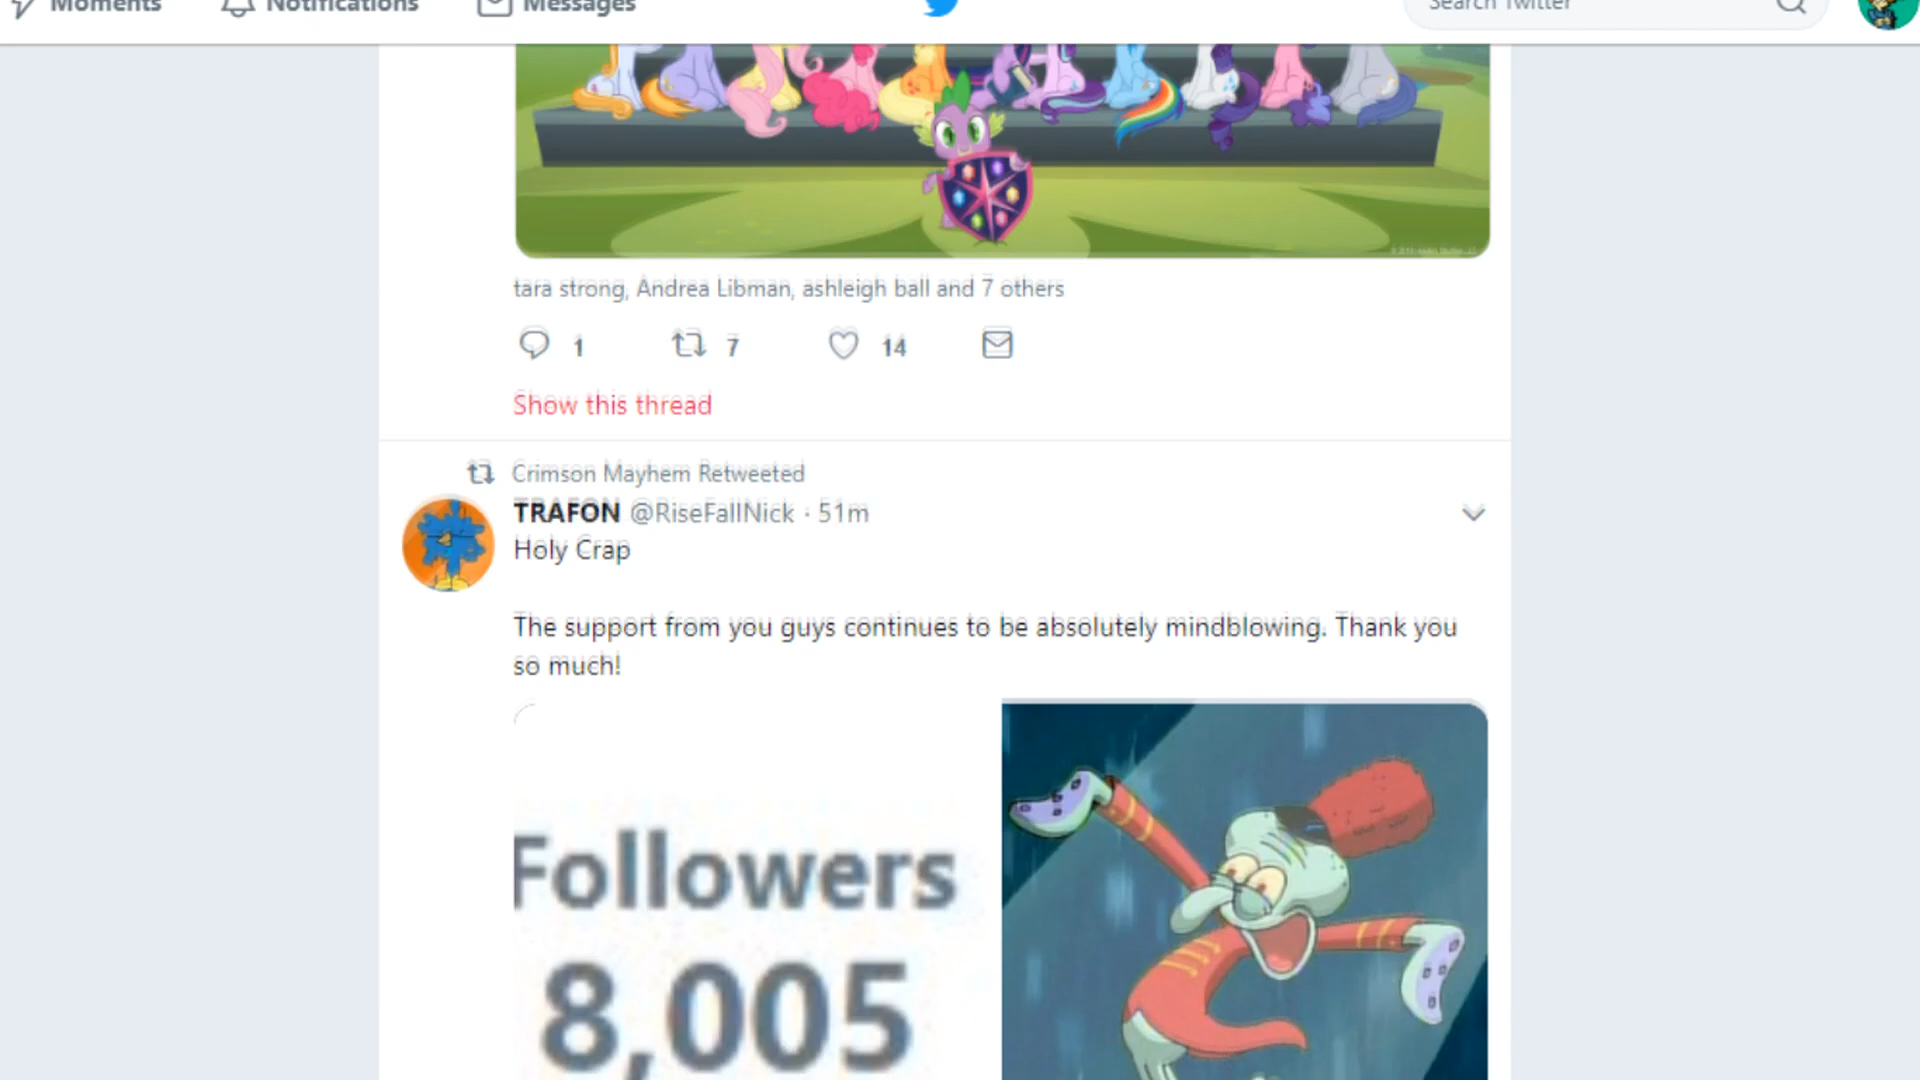 Moments Notifications Messages Search Twitter
tara strong, Andrea Libman, ashleigh ball and 7 others
1 7 14
Show this thread
Crimson Mayhem Retweeted
TRAFON @RiseFallNick · 51m
Holy Crap
The support from you guys continues to be absolutely mindblowing. Thank you
so much!
Followers
8,005